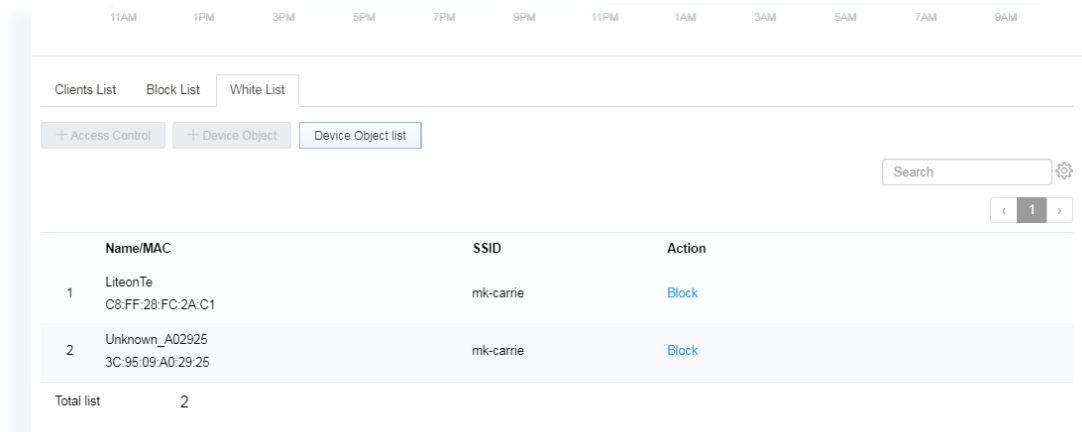 11AM 1PM 3PM 5PM 7PM 9PM 11PM 1AM 3AM 5AM 7AM 9AM
Clients List Block List White List
+ Access Control + Device Object Device Object list
Search
‹ 1 ›
Name/MAC SSID Action
1 LiteonTe mk-carrie Block
C8:FF:28:FC:2A:C1
2 Unknown_A02925 mk-carrie Block
3C:95:09:A0:29:25
Total list 2